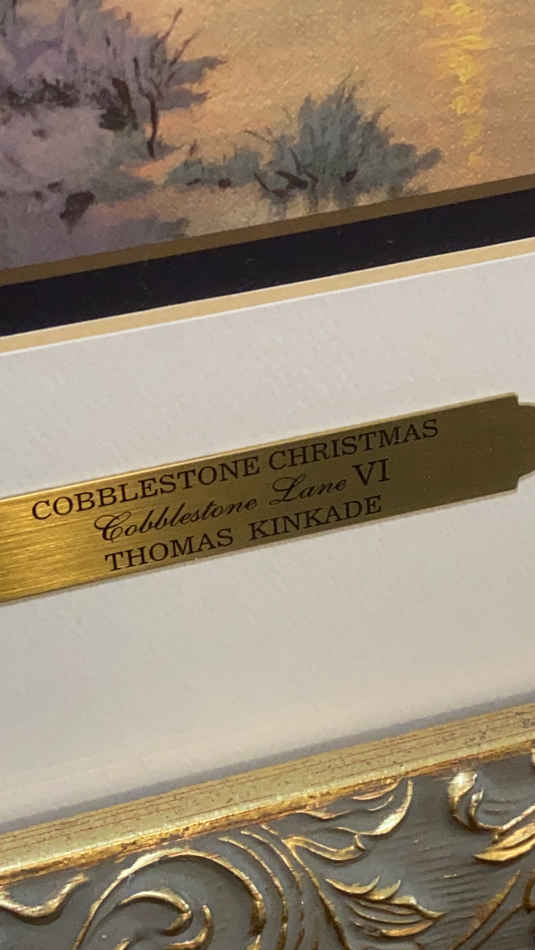 COBBLESTONE CHRISTMAS
Cobblestone Lane VI
THOMAS KINKADE